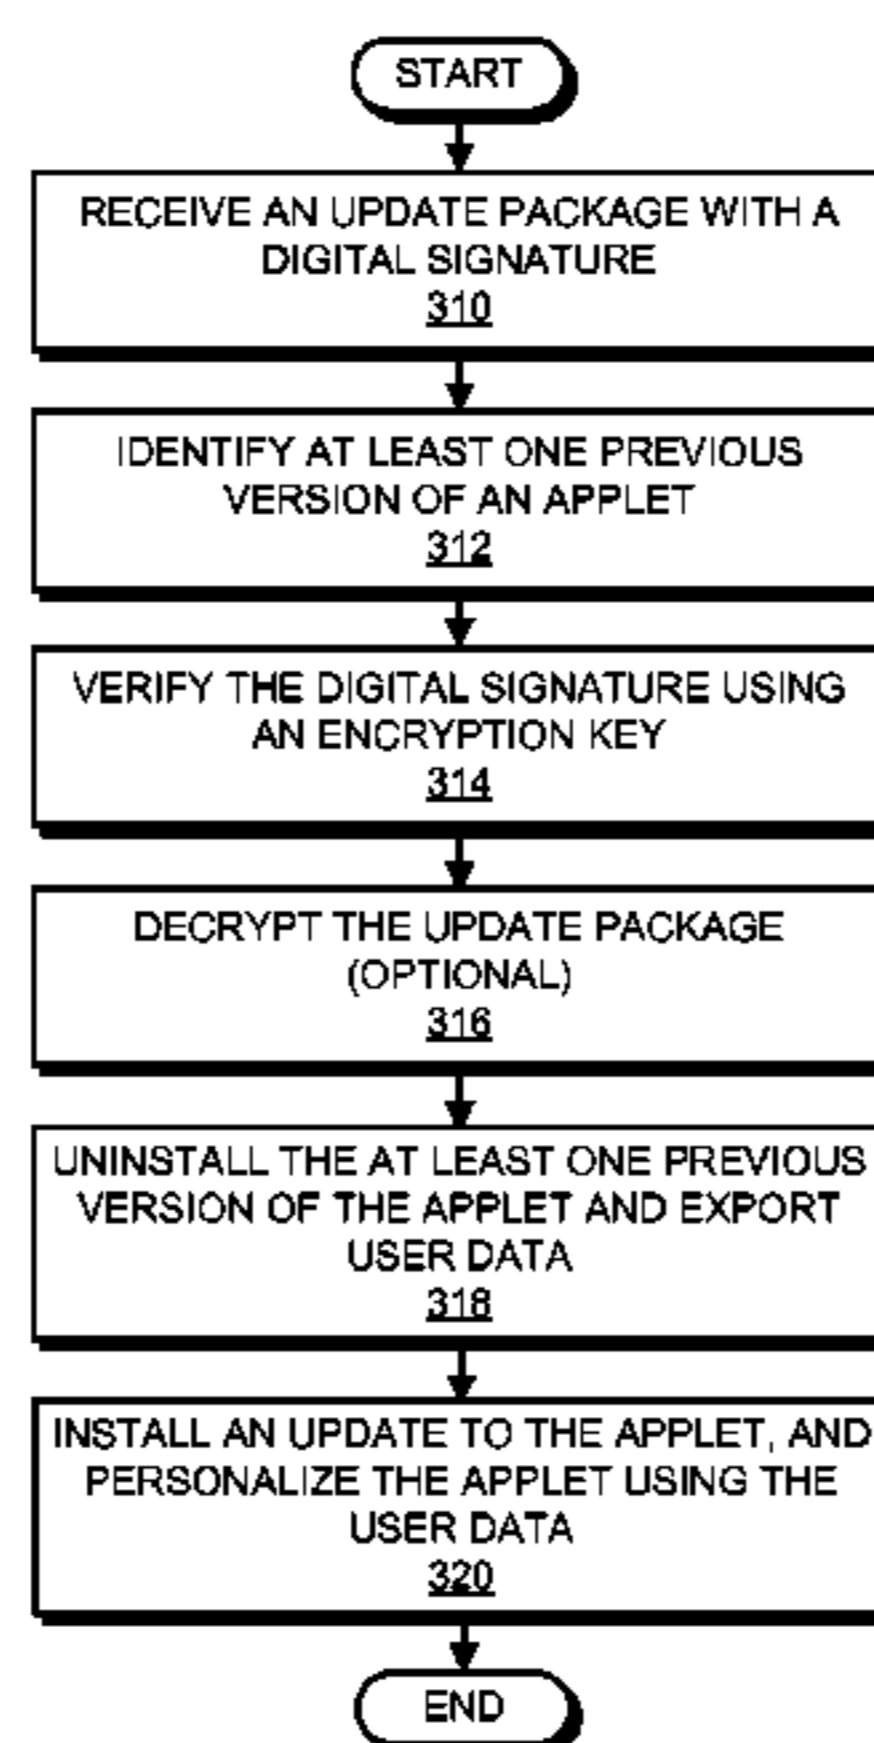 START
RECEIVE AN UPDATE PACKAGE WITH A
DIGITAL SIGNATURE
310
IDENTIFY AT LEAST ONE PREVIOUS
VERSION OF AN APPLET
312
VERIFY THE DIGITAL SIGNATURE USING
AN ENCRYPTION KEY
314
DECRYPT THE UPDATE PACKAGE
(OPTIONAL)
316
UNINSTALL THE AT LEAST ONE PREVIOUS
VERSION OF THE APPLET AND EXPORT
USER DATA
318
INSTALL AN UPDATE TO THE APPLET, AND
PERSONALIZE THE APPLET USING THE
USER DATA
320
END